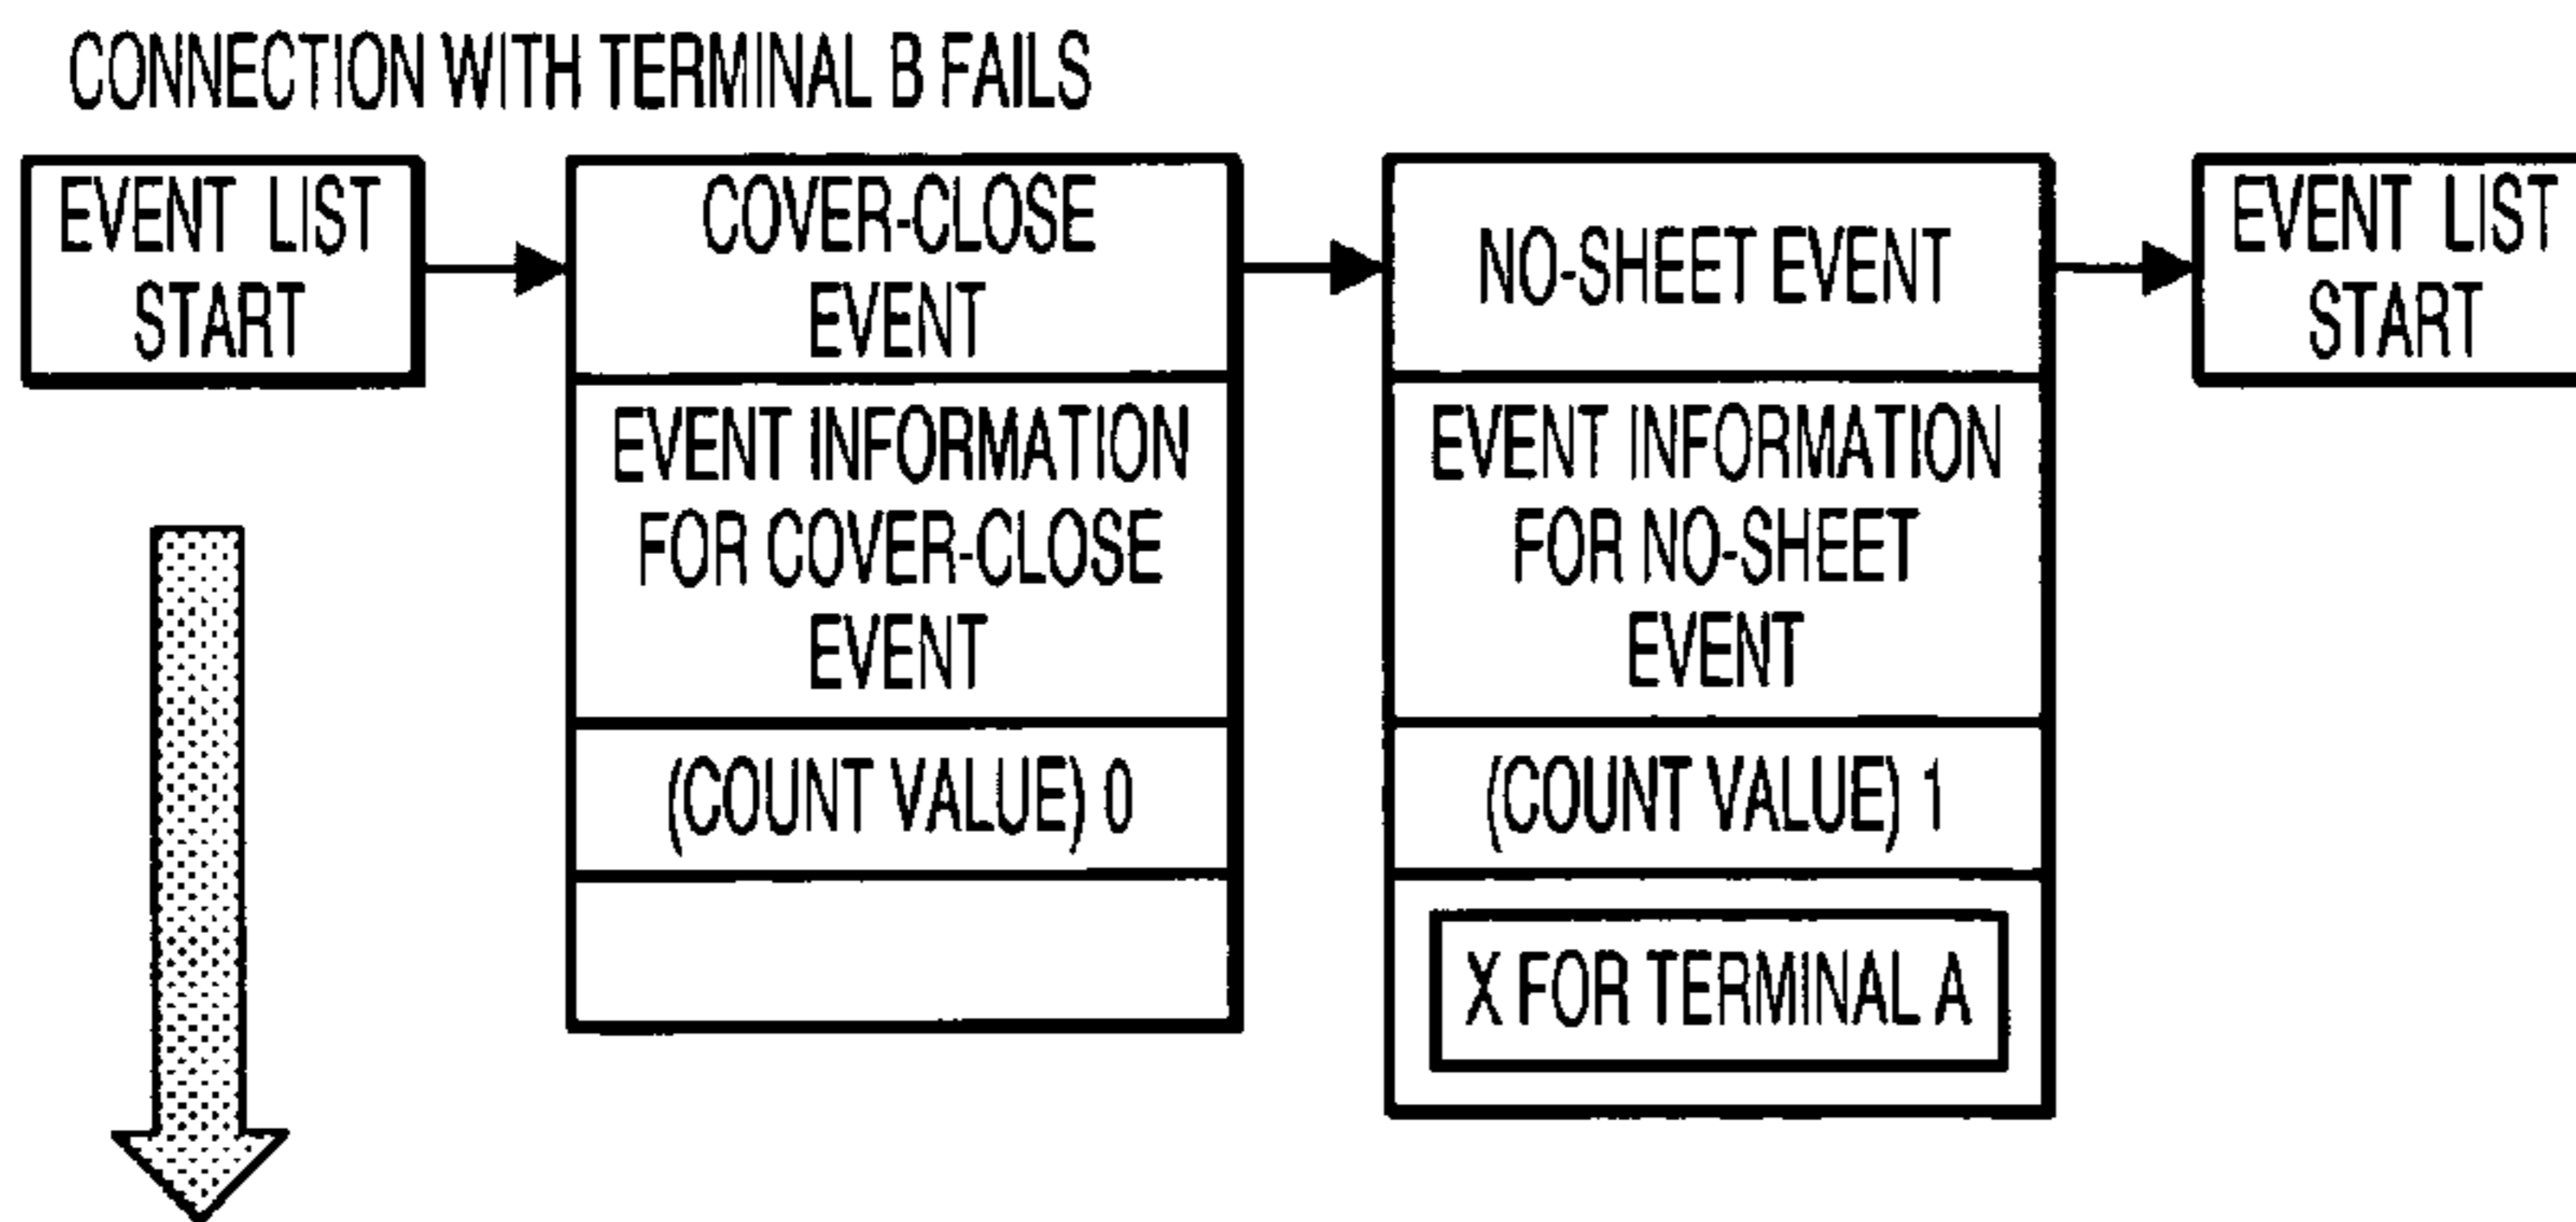 CONNECTION WITH TERMINAL B FAILS
EVENT LIST
START
COVER-CLOSE
EVENT
EVENT INFORMATION
FOR COVER-CLOSE
EVENT
(COUNT VALUE) 0
NO-SHEET EVENT
EVENT INFORMATION
FOR NO-SHEET
EVENT
(COUNT VALUE) 1
X FOR TERMINAL A
EVENT LIST
START